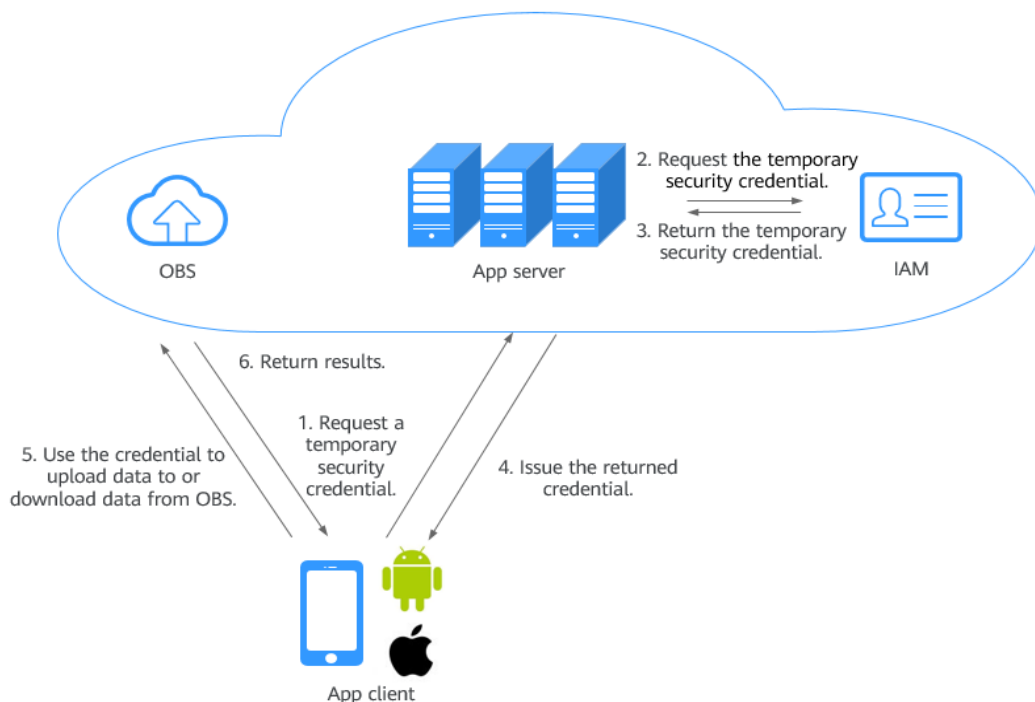 2. Request the temporary
security credential.
3. Return the temporary
security credential.
OBS
App server
IAM
6. Return results.
1. Request a
temporary
security
credential.
5. Use the credential to
upload data to or
download data from OBS.
4. Issue the returned
credential.
App client